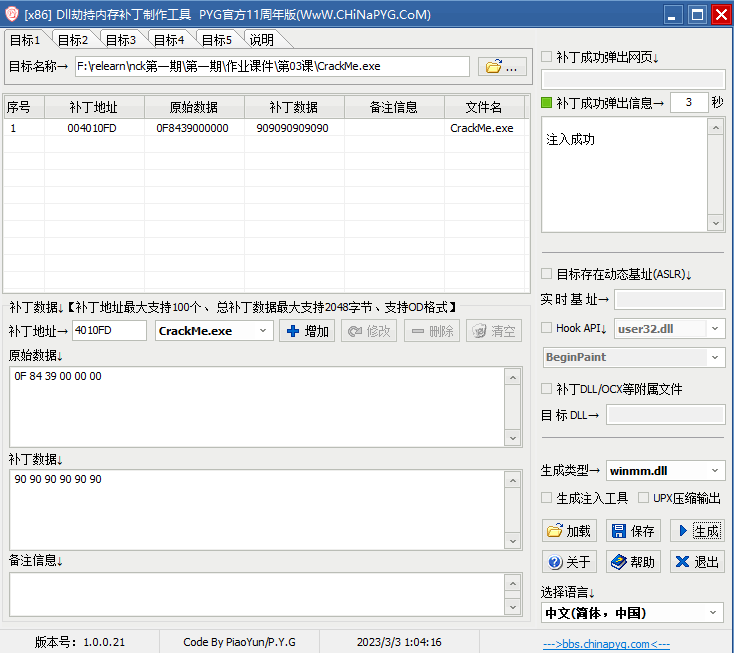 [x86] Dll劫持内存补丁制作工具 PYG官方11周年版(WwW.CHiNaPYG.CoM)
目标1 目标2 目标3 目标4 目标5 说明
目标名称→ F:\relearn\nck第一期\第一期\作业课件\第03课\CrackMe.exe ...
序号 补丁地址 原始数据 补丁数据 备注信息 文件名
1 004010FD 0F8439000000 909090909090 CrackMe.exe
补丁数据↓【补丁地址最大支持100个、总补丁数据最大支持2048字节、支持OD格式】
补丁地址→ 4010FD CrackMe.exe 增加 修改 删除 清空
原始数据↓
0F 84 39 00 00 00
补丁数据↓
90 90 90 90 90 90
备注信息↓
补丁成功弹出网页↓
补丁成功弹出信息→ 3 秒
注入成功
目标存在动态基址(ASLR)↓
实时基址→
Hook API↓ user32.dll
BeginPaint
补丁DLL/OCX等附属文件
目标DLL→
生成类型→ winmm.dll
生成注入工具 UPX压缩输出
加载 保存 生成
关于 帮助 退出
选择语言↓
中文(简体，中国)
版本号：1.0.0.21 Code By PiaoYun/P.Y.G 2023/3/3 1:04:16 --->bbs.chinapyg.com<---